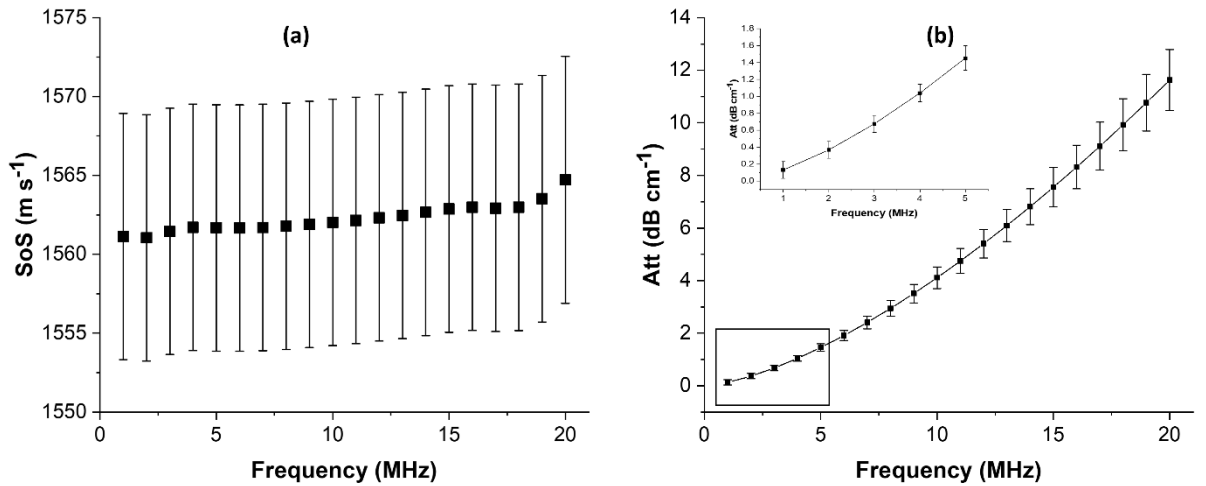 (a)
1575
1570
1565
1560
1555
1550
SoS (m s⁻¹)
0 5 10 15 20
Frequency (MHz)
(b)
14
12
10
8
6
4
2
0
Att (dB cm⁻¹)
0 5 10 15 20
Frequency (MHz)
1.8
1.6
1.4
1.2
1.0
0.8
0.6
0.4
0.2
0.0
Att (dB cm⁻¹)
1 2 3 4 5
Frequency (MHz)